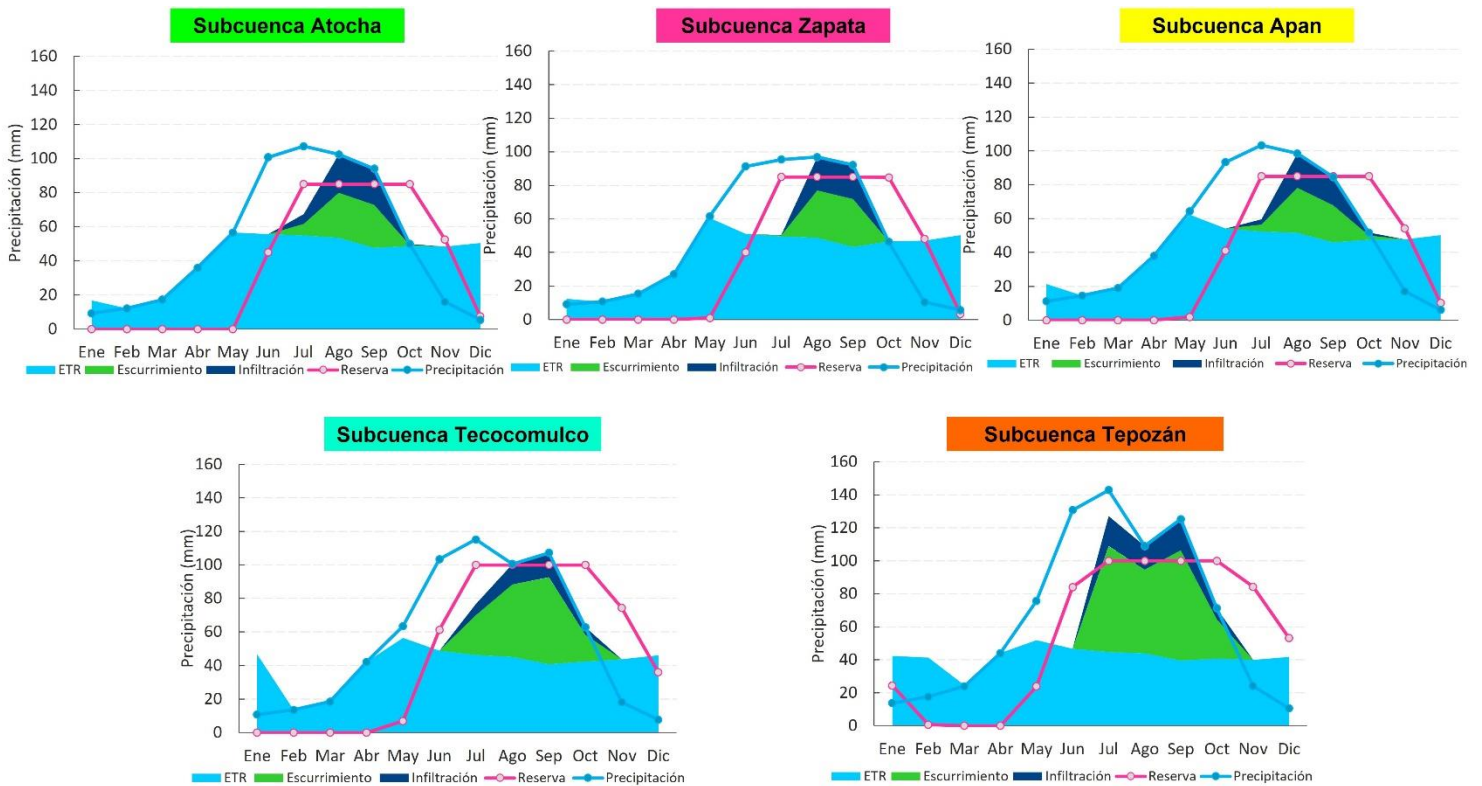 Subcuenca Atocha
Precipitación (mm)
160
140
120
100
80
60
40
20
0
Ene Feb Mar Abr May Jun Jul Ago Sep Oct Nov Dic
ETR Escurrimiento Infiltración Reserva Precipitación
Subcuenca Zapata
Precipitación (mm)
160
140
120
100
80
60
40
20
0
Ene Feb Mar Abr May Jun Jul Ago Sep Oct Nov Dic
ETR Escurrimiento Infiltración Reserva Precipitación
Subcuenca Apan
Precipitación (mm)
160
140
120
100
80
60
40
20
0
Ene Feb Mar Abr May Jun Jul Ago Sep Oct Nov Dic
ETR Escurrimiento Infiltración Reserva Precipitación
Subcuenca Tecocomulco
Precipitación (mm)
160
140
120
100
80
60
40
20
0
Ene Feb Mar Abr May Jun Jul Ago Sep Oct Nov Dic
ETR Escurrimiento Infiltración Reserva Precipitación
Subcuenca Tepozán
Precipitación (mm)
160
140
120
100
80
60
40
20
0
Ene Feb Mar Abr May Jun Jul Ago Sep Oct Nov Dic
ETR Escurrimiento Infiltración Reserva Precipitación